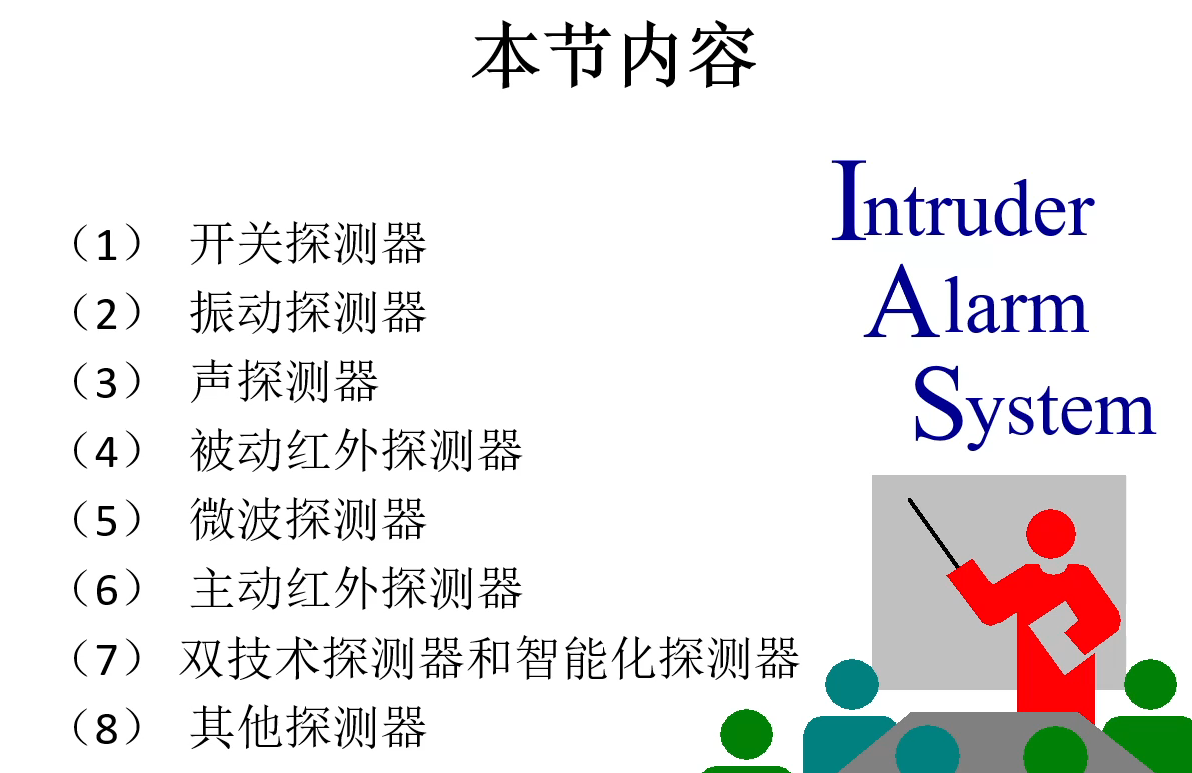 本节内容
（1） 开关探测器
（2） 振动探测器
（3） 声探测器
（4） 被动红外探测器
（5） 微波探测器
（6） 主动红外探测器
（7） 双技术探测器和智能化探测器
（8） 其他探测器
Intruder
Alarm
System